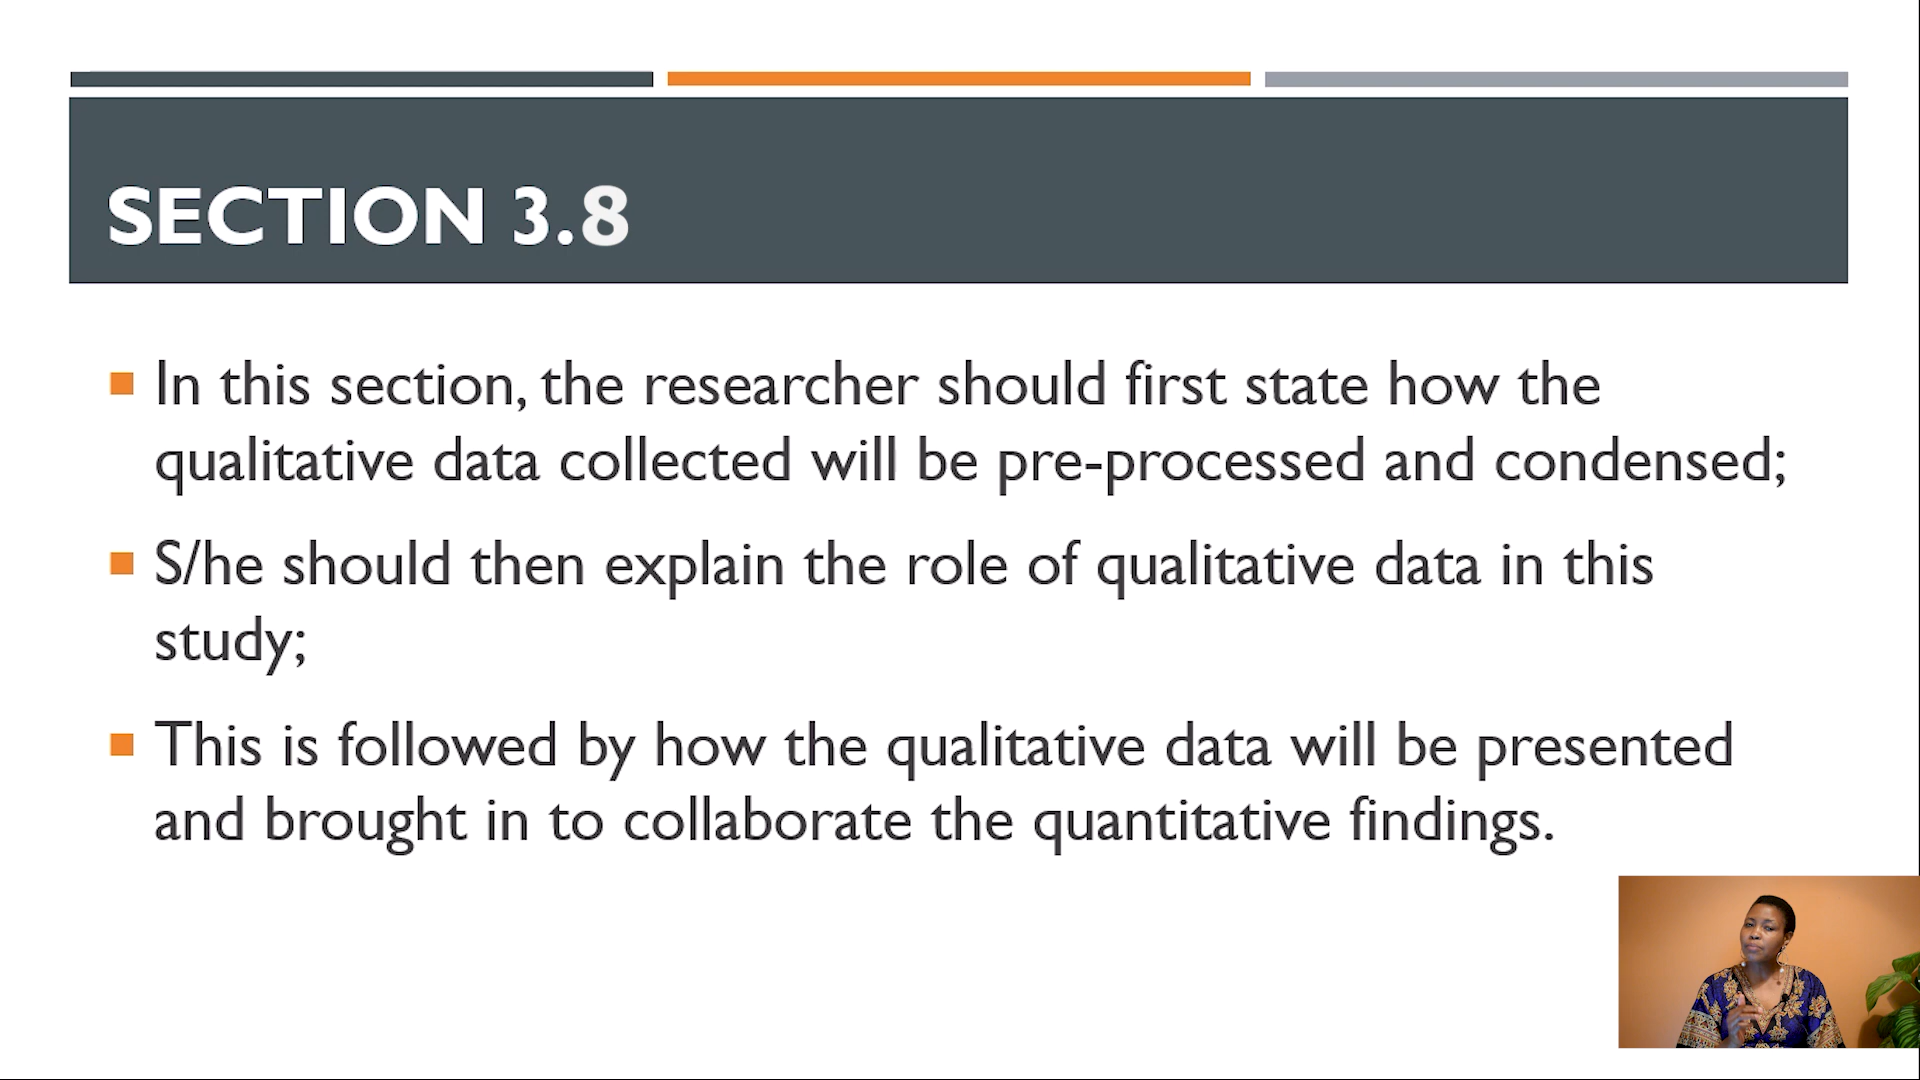 SECTION 3.8
In this section, the researcher should first state how the
qualitative data collected will be pre-processed and condensed;
S/he should then explain the role of qualitative data in this
study;
This is followed by how the qualitative data will be presented
and brought in to collaborate the quantitative findings.